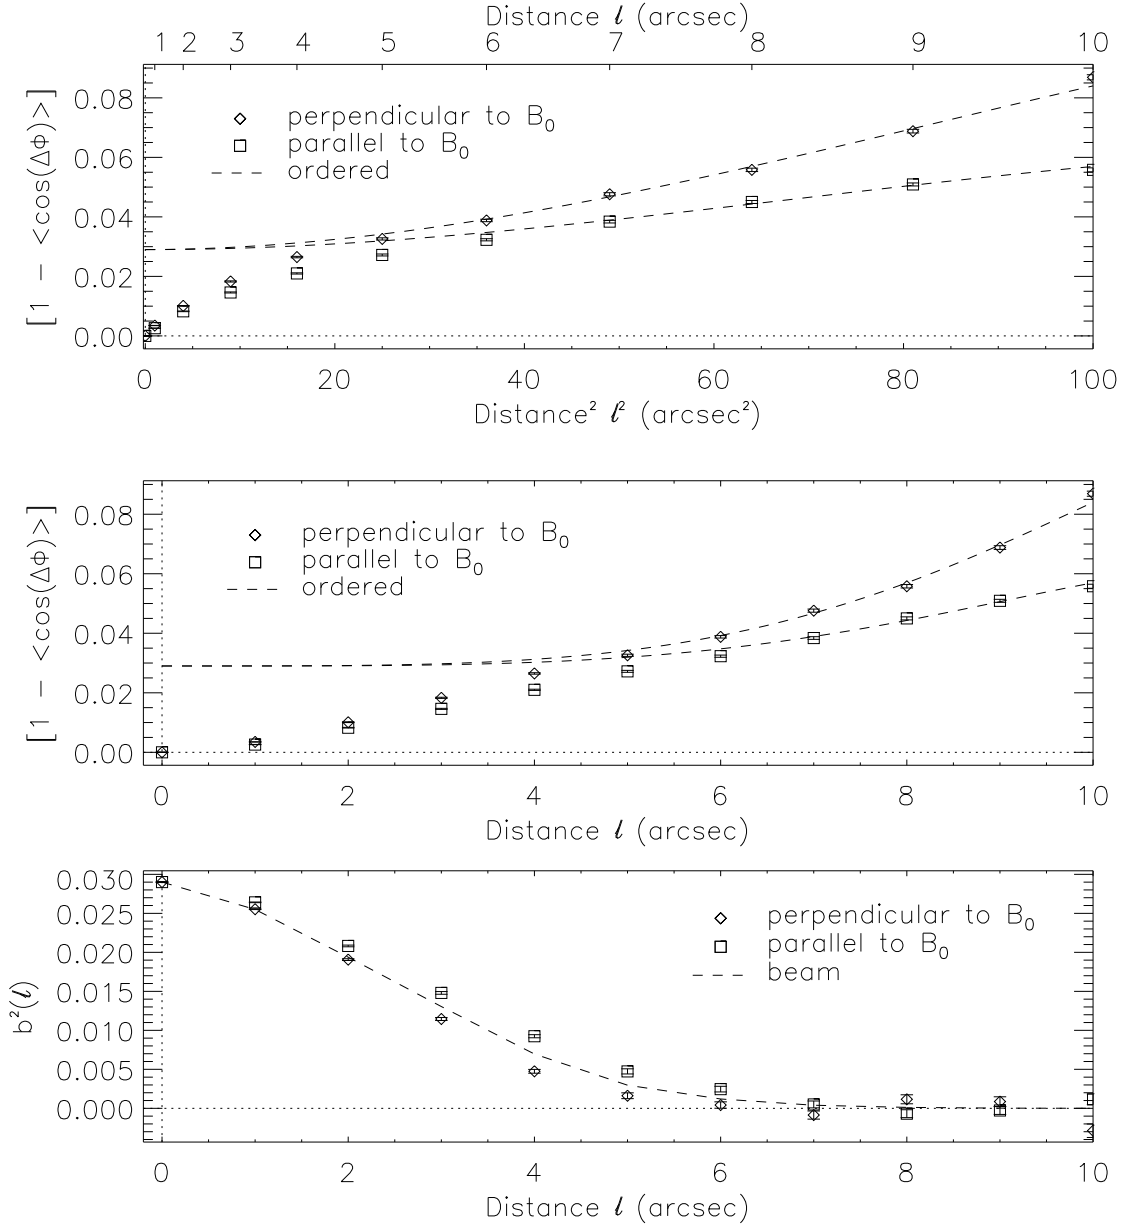 Distance ℓ (arcsec)
1 2 3 4 5 6 7 8 9 10
[1 − <cos(ΔΦ)>]
0.08
0.06
0.04
0.02
0.00
perpendicular to B₀
parallel to B₀
ordered
0 20 40 60 80 100
Distance² ℓ² (arcsec²)
[1 − <cos(ΔΦ)>]
0.08
0.06
0.04
0.02
0.00
perpendicular to B₀
parallel to B₀
ordered
0 2 4 6 8 10
Distance ℓ (arcsec)
b²(ℓ)
0.030
0.025
0.020
0.015
0.010
0.005
0.000
perpendicular to B₀
parallel to B₀
beam
0 2 4 6 8 10
Distance ℓ (arcsec)